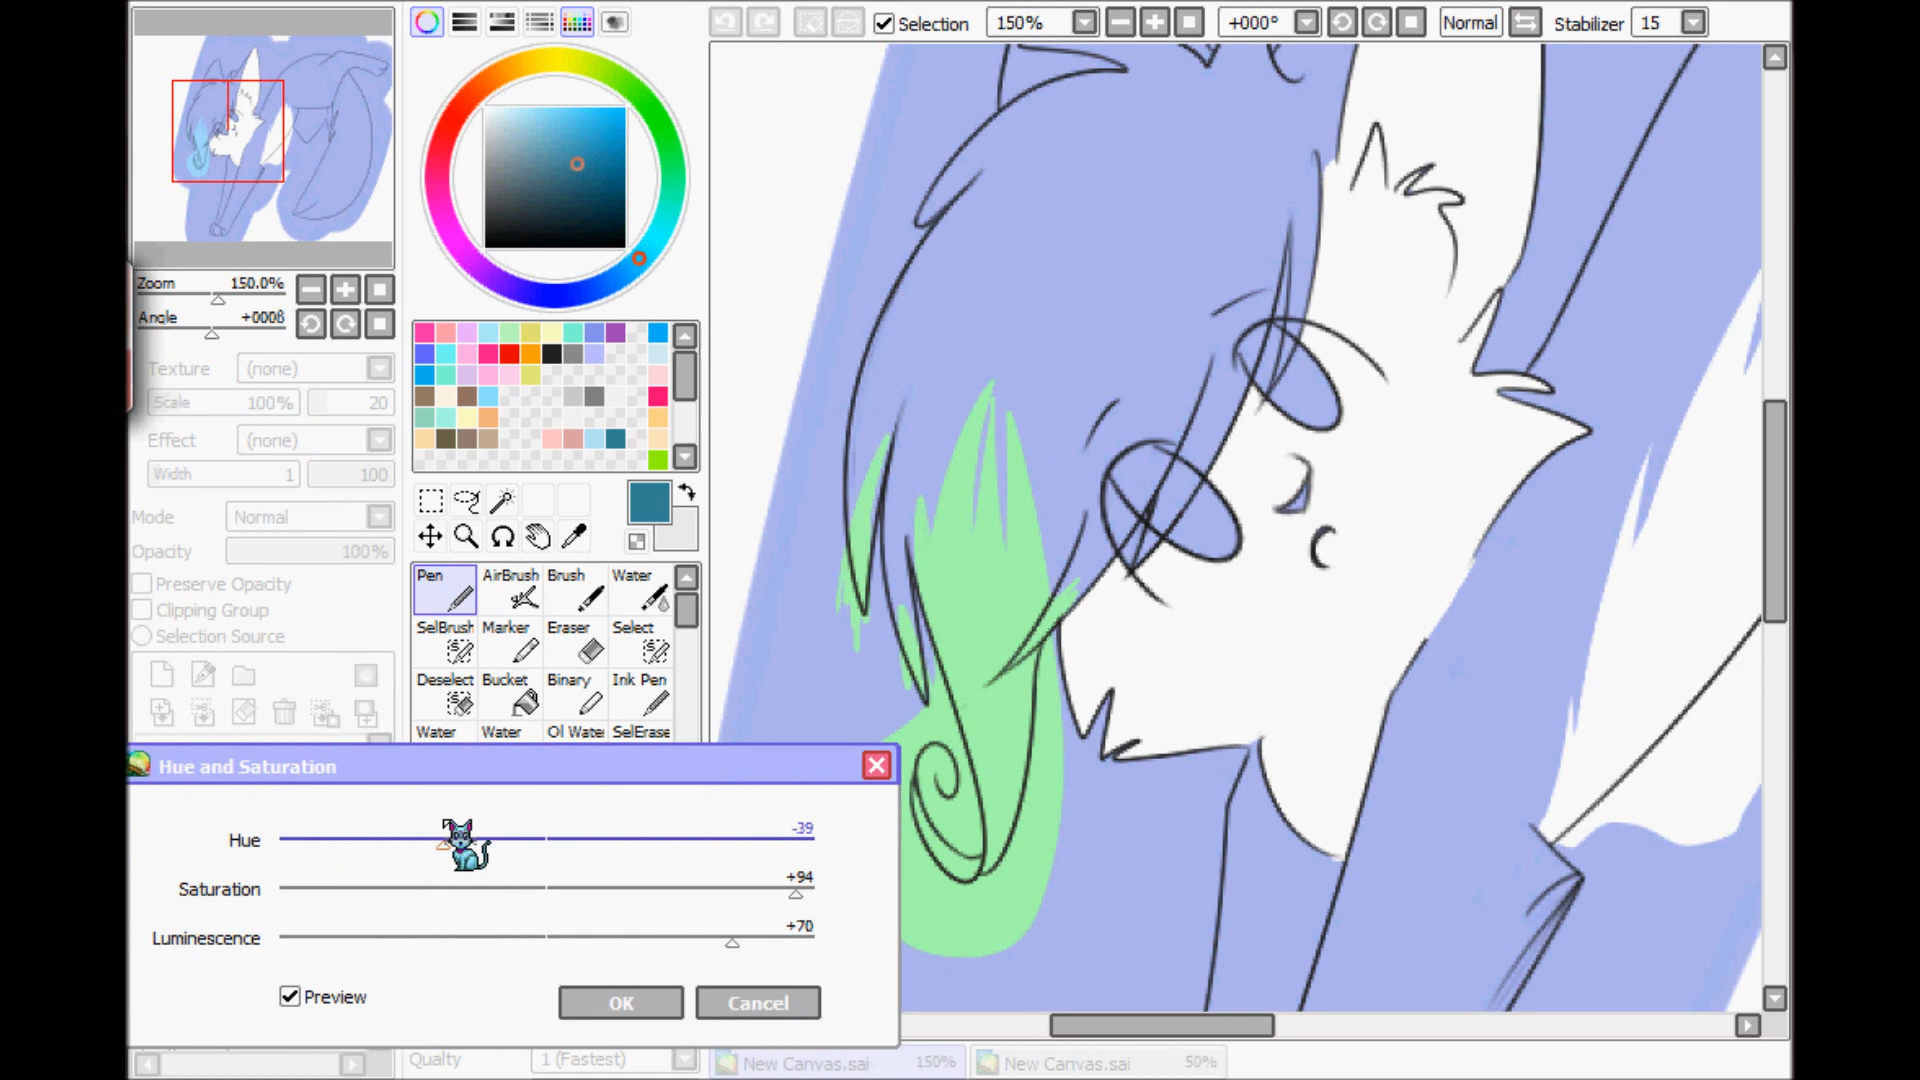 Selection 150% +000° Normal Stabilizer 15
Zoom 150.0%
Angle +000ß
Texture (none)
Scale 100% 20
Effect (none)
Width 1 100
Mode Normal
Opacity 100%
Preserve Opacity
Clipping Group
Selection Source
Pen AirBrush Brush Water
SelBrush Marker Eraser Select
Deselect Bucket Binary Ink Pen
Water Water Ol Wate SelErase
Hue and Saturation
Hue -39
Saturation +94
Luminescence +70
Preview OK Cancel
Qualty 1 (Fastest) New Canvas.sai 150% New Canvas.sai 50%